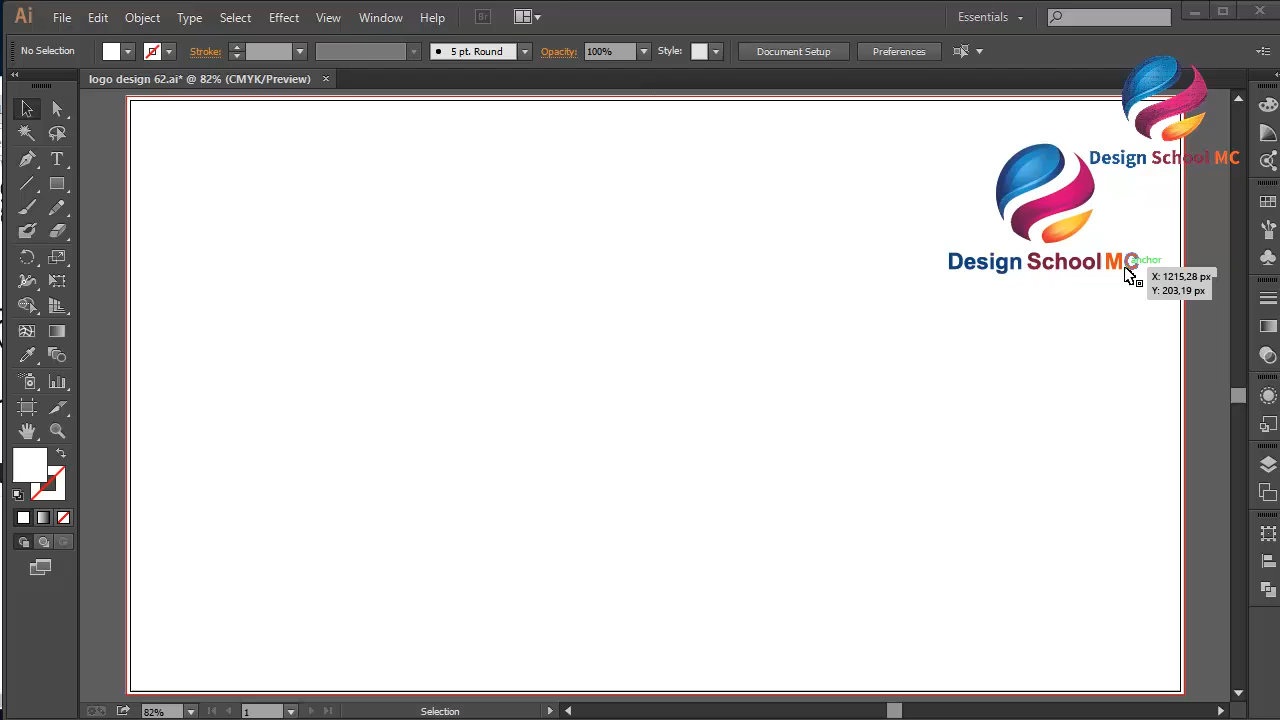 Ai File Edit Object Type Select Effect View Window Help Br Essentials
No Selection Stroke: 5 pt. Round Opacity: 100% Style: Document Setup Preferences
logo design 62.ai* @ 82% (CMYK/Preview) ×
Design School MC
Design School MC
anchor
X: 1215,28 px
Y: 203,19 px
82% 1 Selection